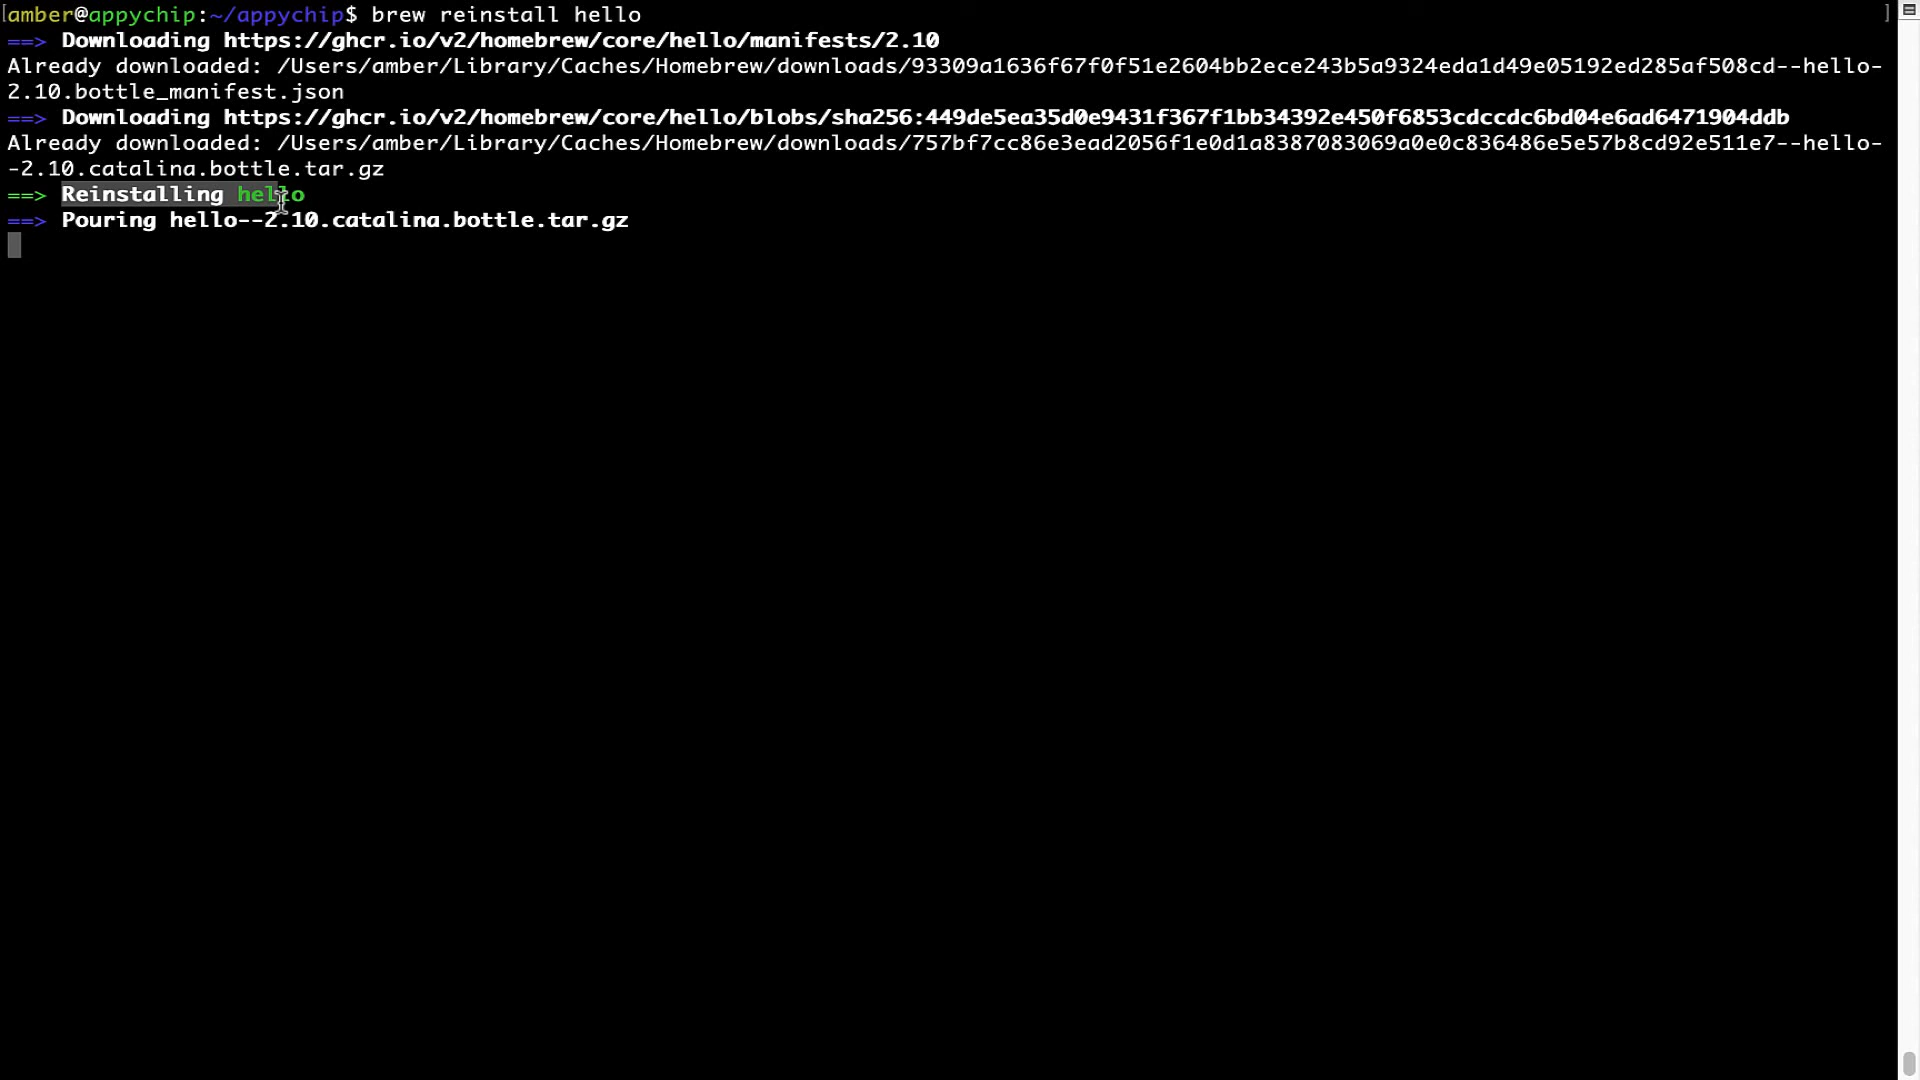 [amber@appychip:~/appychip$ brew reinstall hello ]
==> Downloading https://ghcr.io/v2/homebrew/core/hello/manifests/2.10
Already downloaded: /Users/amber/Library/Caches/Homebrew/downloads/93309a1636f67f0f51e2604bb2ece243b5a9324eda1d49e05192ed285af508cd--hello-
2.10.bottle_manifest.json
==> Downloading https://ghcr.io/v2/homebrew/core/hello/blobs/sha256:449de5ea35d0e9431f367f1bb34392e450f6853cdccdc6bd04e6ad6471904ddb
Already downloaded: /Users/amber/Library/Caches/Homebrew/downloads/757bf7cc86e3ead2056f1e0d1a8387083069a0e0c836486e5e57b8cd92e511e7--hello-
-2.10.catalina.bottle.tar.gz
==> Reinstalling hello
==> Pouring hello--2.10.catalina.bottle.tar.gz